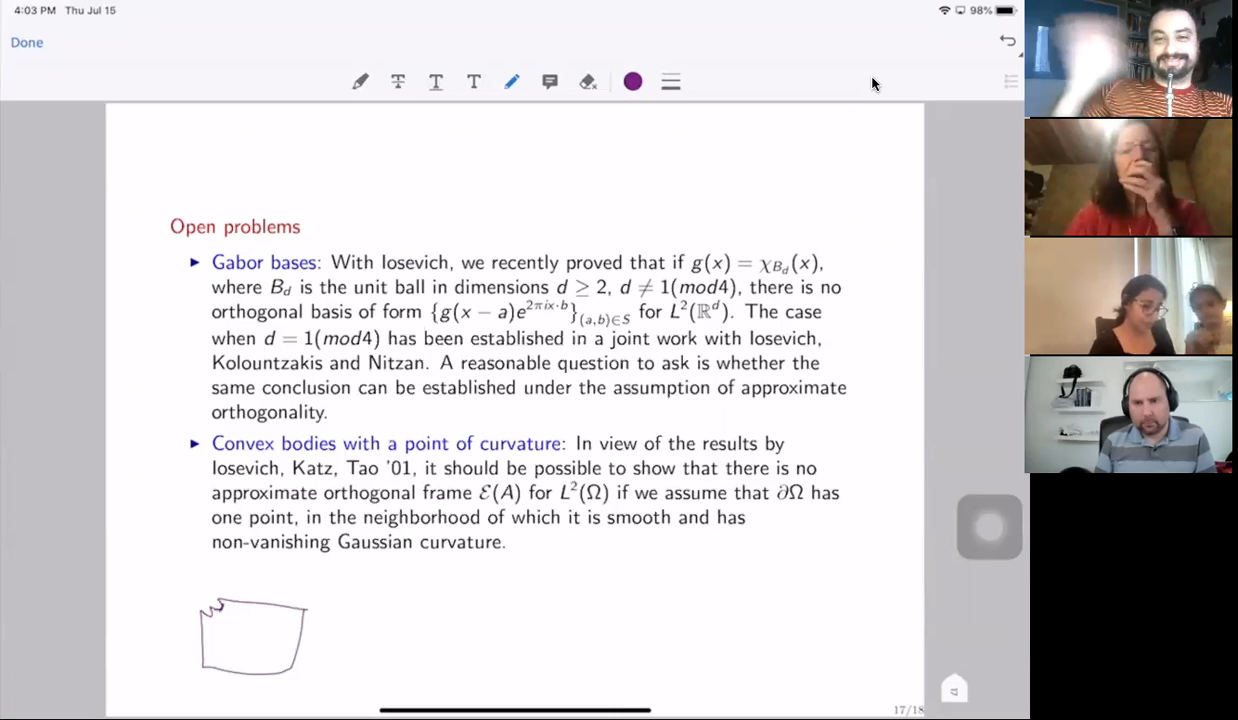 4:03 PM Thu Jul 15
98%
Done
Open problems
▶ Gabor bases: With Iosevich, we recently proved that if g(x) = χ_{B_d}(x),
where B_d is the unit ball in dimensions d ≥ 2, d ≠ 1(mod4), there is no
orthogonal basis of form {g(x − a)e^{2πix·b}}_{(a,b)∈S} for L²(ℝ^d). The case
when d = 1(mod4) has been established in a joint work with Iosevich,
Kolountzakis and Nitzan. A reasonable question to ask is whether the
same conclusion can be established under the assumption of approximate
orthogonality.
▶ Convex bodies with a point of curvature: In view of the results by
Iosevich, Katz, Tao '01, it should be possible to show that there is no
approximate orthogonal frame ℰ(A) for L²(Ω) if we assume that ∂Ω has
one point, in the neighborhood of which it is smooth and has
non-vanishing Gaussian curvature.
17/18